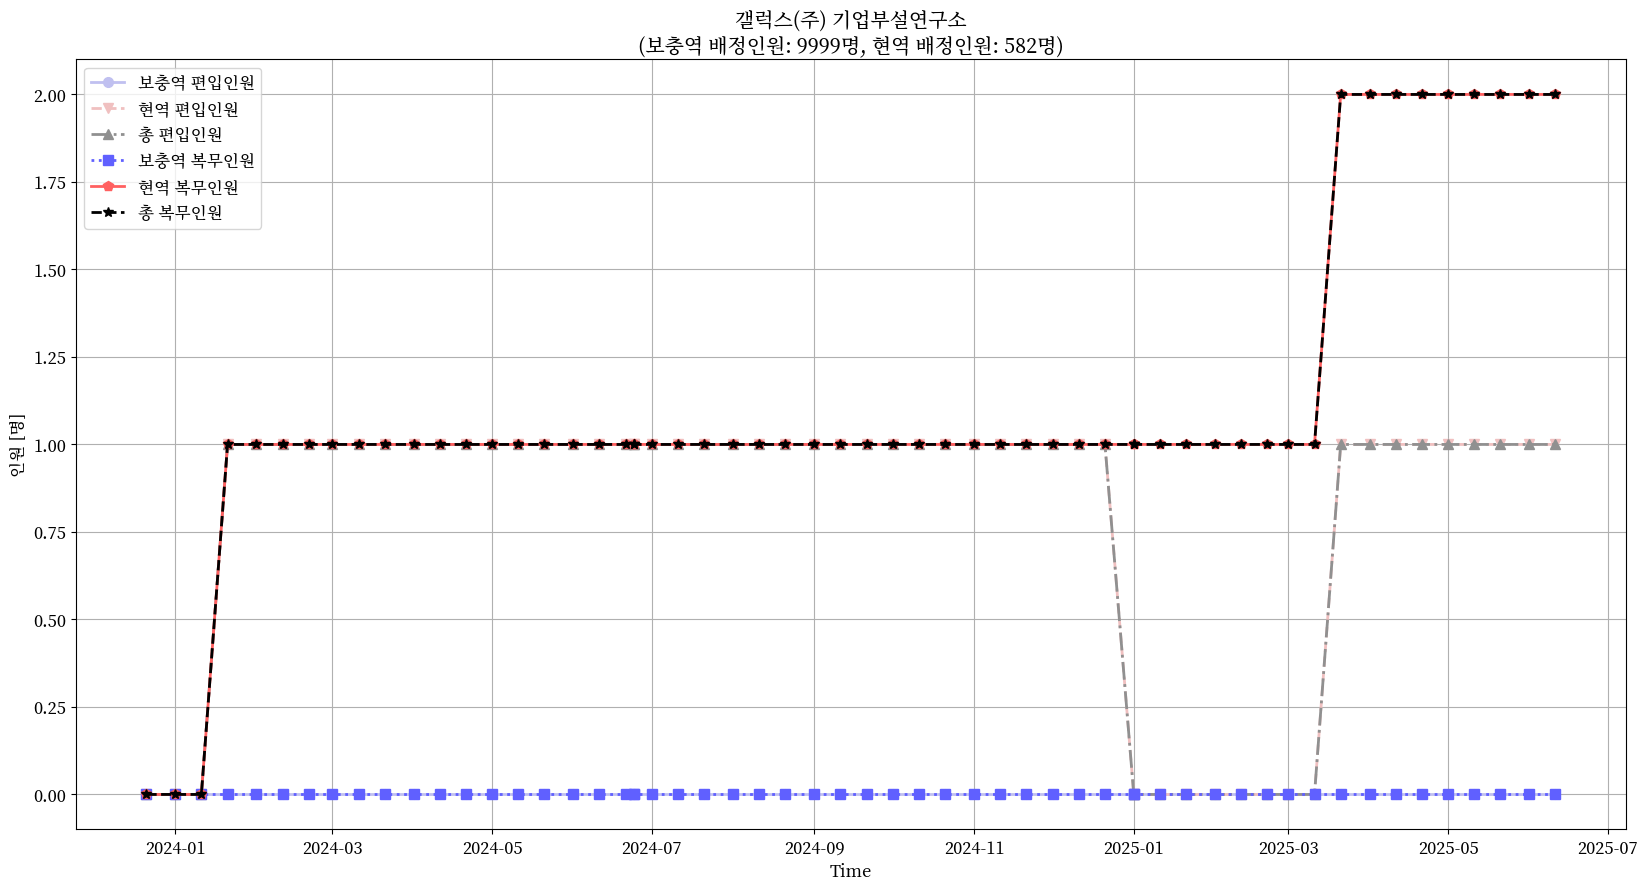 갤럭스(주) 기업부설연구소
(보충역 배정인원: 9999명, 현역 배정인원: 582명)
보충역 편입인원
현역 편입인원
총 편입인원
보충역 복무인원
현역 복무인원
총 복무인원
2.00
1.75
1.50
1.25
1.00
0.75
0.50
0.25
0.00
인원 [명]
2024-01
2024-03
2024-05
2024-07
2024-09
2024-11
2025-01
2025-03
2025-05
2025-07
Time